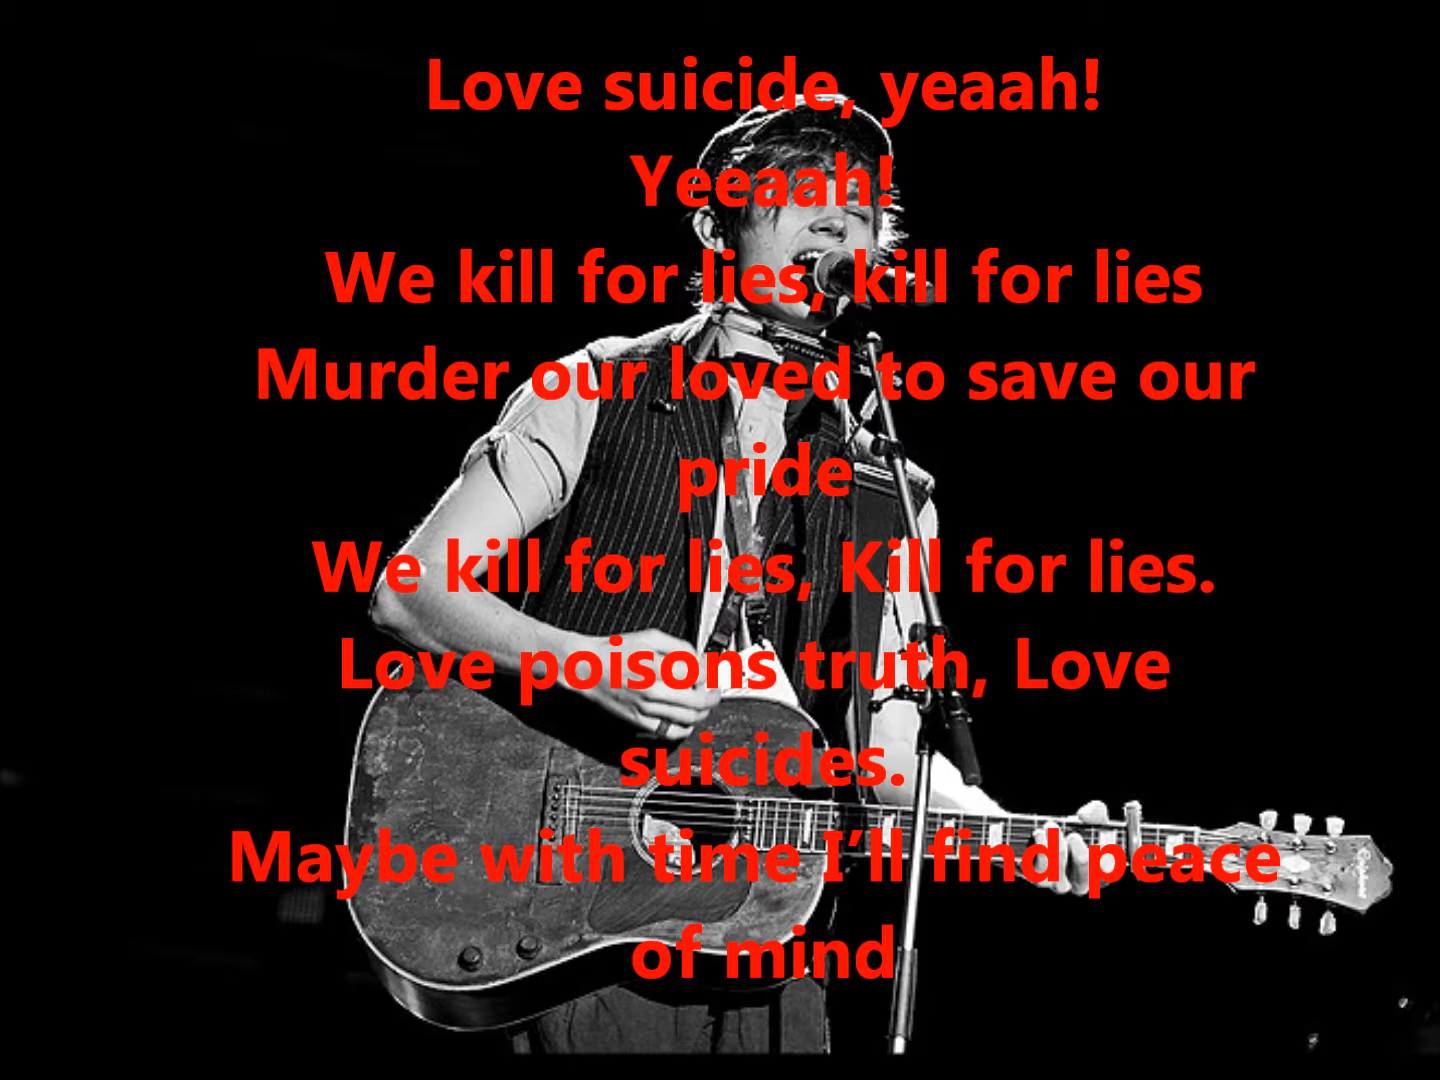 Love suicide, yeaah!
Yeeaah!
We kill for lies, kill for lies
Murder our loved to save our
pride
We kill for lies, Kill for lies.
Love poisons truth, Love
suicides.
Maybe with time I’ll find peace
of mind
Epiphone